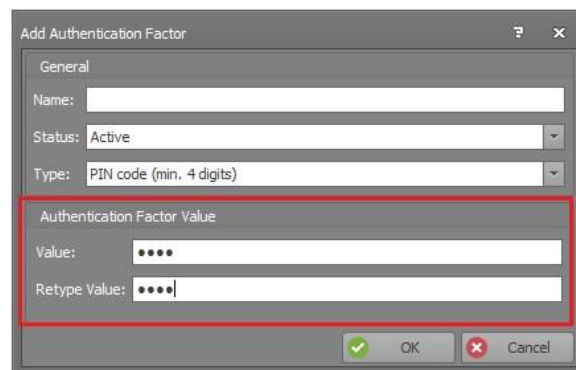 Add Authentication Factor ? x
General
Name:
Status: Active
Type: PIN code (min. 4 digits)
Authentication Factor Value
Value: ••••
Retype Value: ••••
OK Cancel